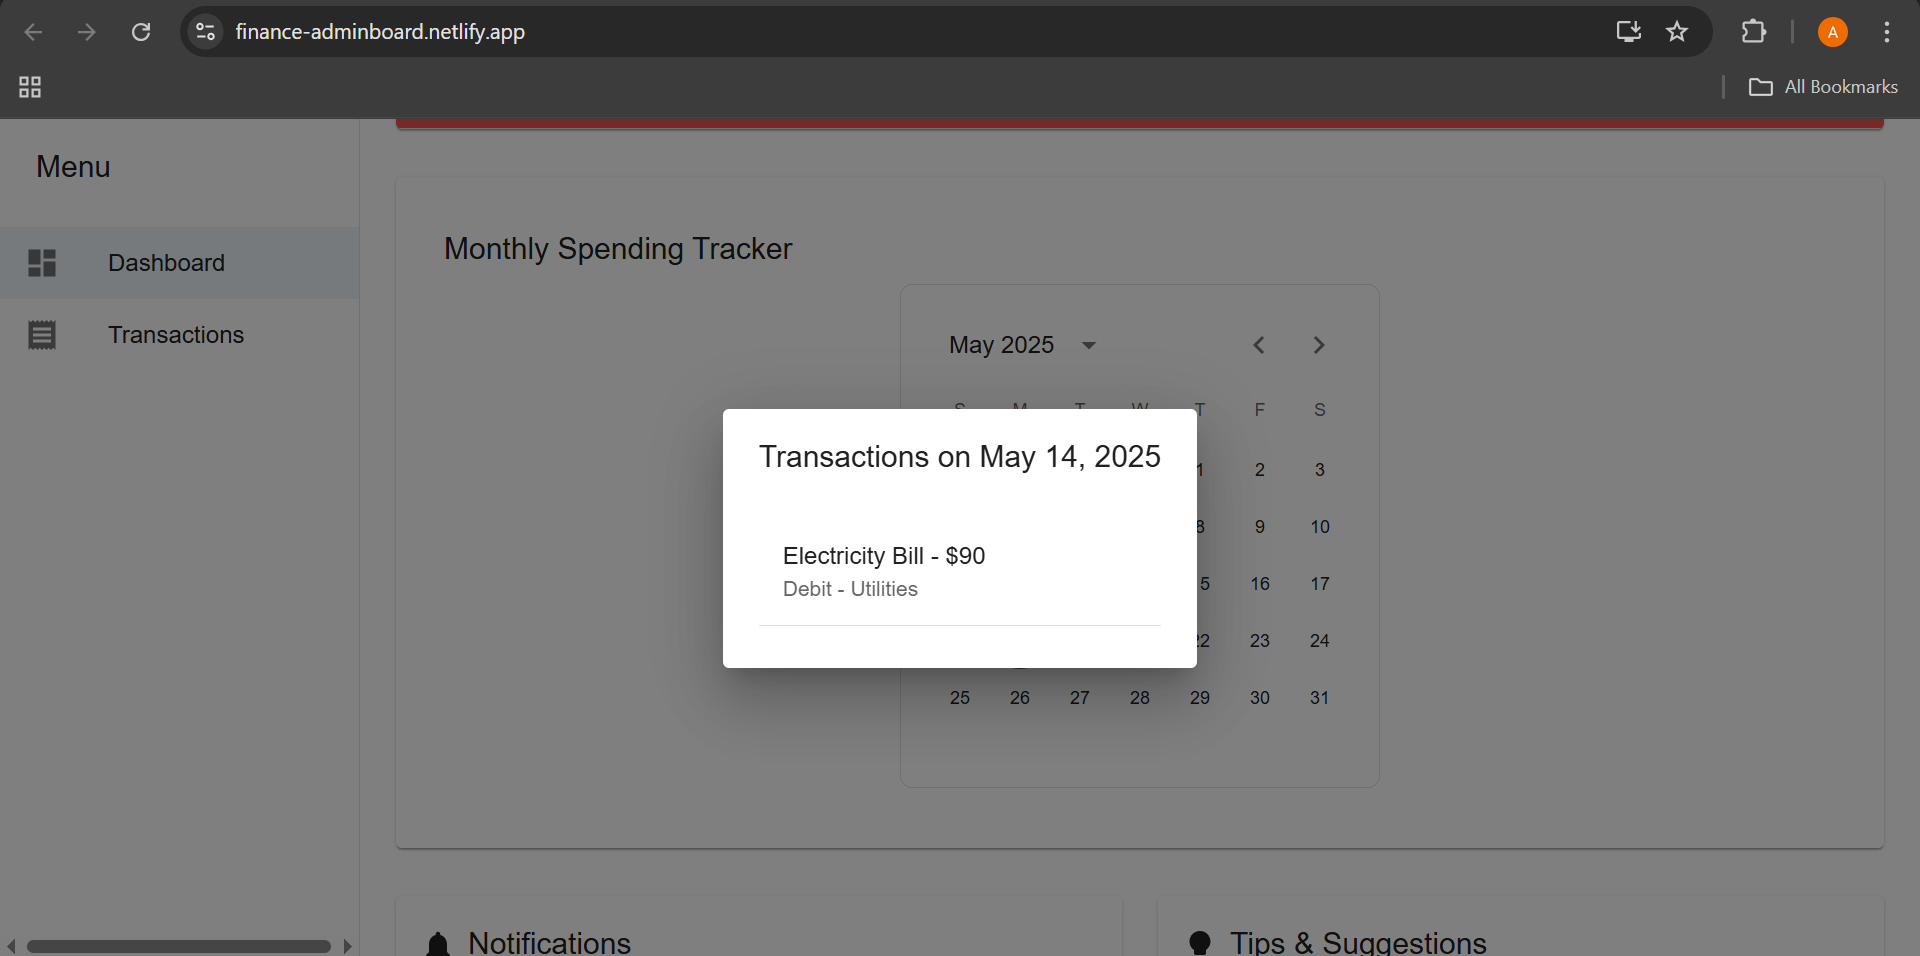 finance-adminboard.netlify.app
A
All Bookmarks
Menu
Dashboard
Transactions
Monthly Spending Tracker
May 2025
S M T W T F S
1 2 3
8 9 10
5 16 17
22 23 24
25 26 27 28 29 30 31
Transactions on May 14, 2025
Electricity Bill - $90
Debit - Utilities
Notifications
Tips & Suggestions